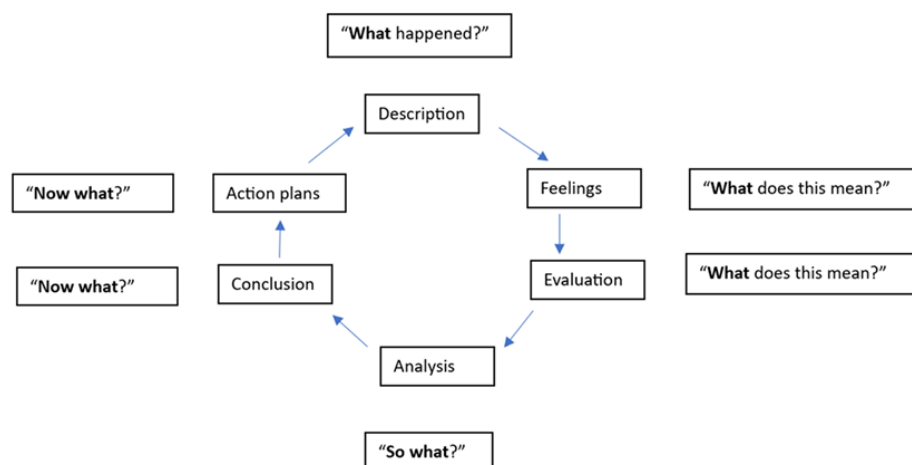 “What happened?”
Description
“Now what?”
Action plans
Feelings
“What does this mean?”
“Now what?”
Conclusion
Evaluation
“What does this mean?”
Analysis
“So what?”